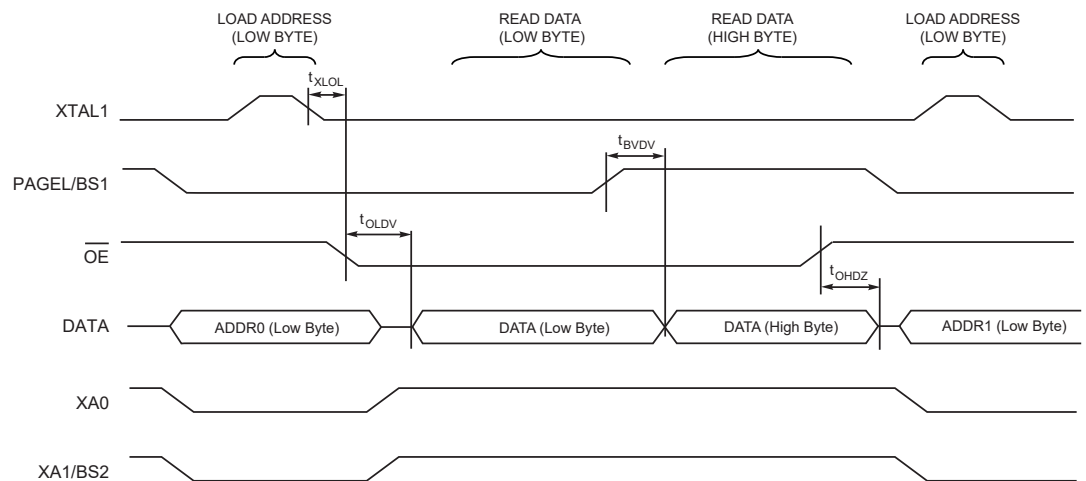 LOAD ADDRESS
(LOW BYTE)
READ DATA
(LOW BYTE)
READ DATA
(HIGH BYTE)
LOAD ADDRESS
(LOW BYTE)
tXLOL
XTAL1
tBVDV
PAGEL/BS1
tOLDV
OE
tOHDZ
DATA
ADDR0 (Low Byte)
DATA (Low Byte)
DATA (High Byte)
ADDR1 (Low Byte)
XA0
XA1/BS2